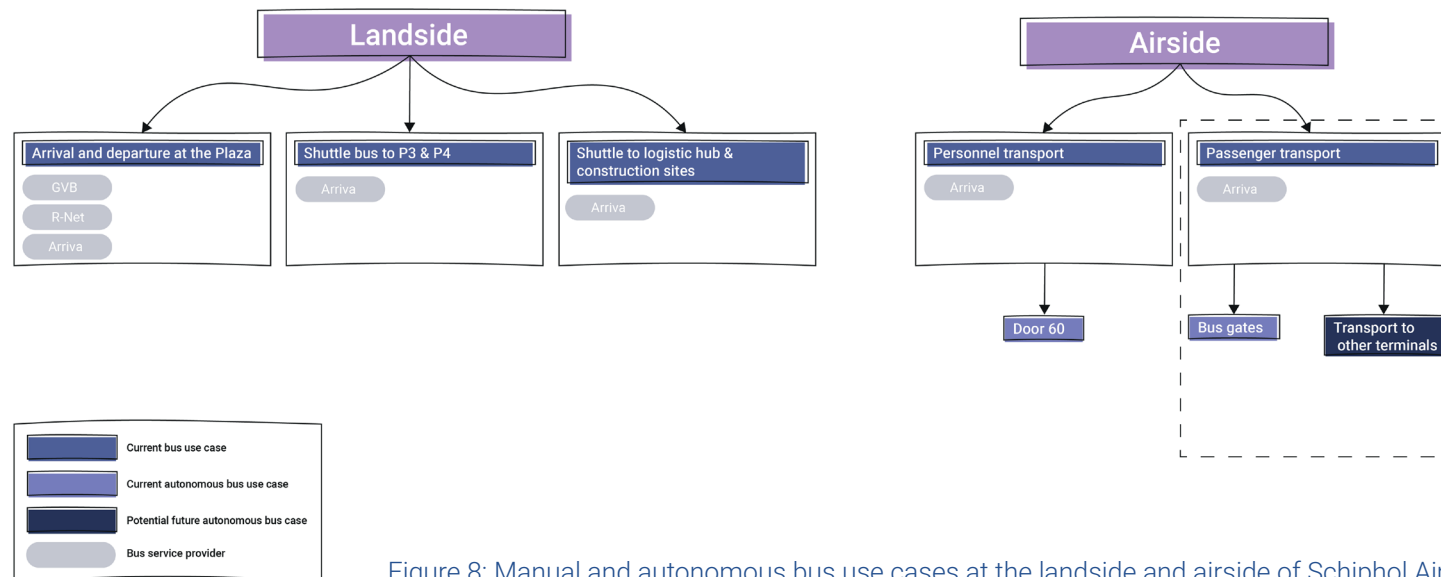 Landside
Airside
Arrival and departure at the Plaza
GVB
R-Net
Arriva
Shuttle bus to P3 & P4
Arriva
Shuttle to logistic hub &
construction sites
Arriva
Personnel transport
Arriva
Door 60
Passenger transport
Arriva
Bus gates
Transport to
other terminals
Current bus use case
Current autonomous bus use case
Potential future autonomous bus case
Bus service provider
Figure 8: Manual and autonomous bus use cases at the landside and airside of Schiphol Air